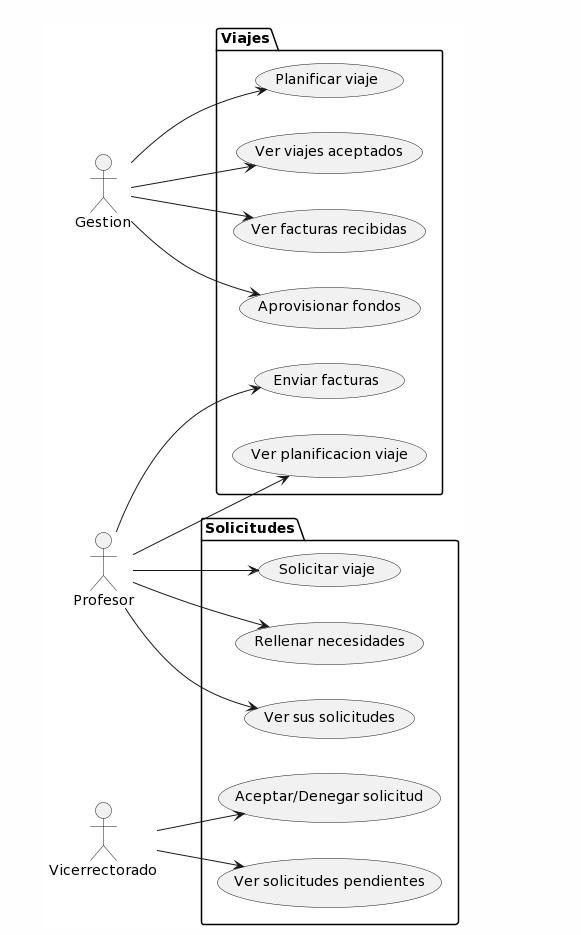 Viajes
Planificar viaje
Ver viajes aceptados
Gestion
Ver facturas recibidas
Aprovisionar fondos
Enviar facturas
Ver planificacion viaje
Solicitudes
Solicitar viaje
Profesor
Rellenar necesidades
Ver sus solicitudes
Aceptar/Denegar solicitud
Vicerrectorado
Ver solicitudes pendientes